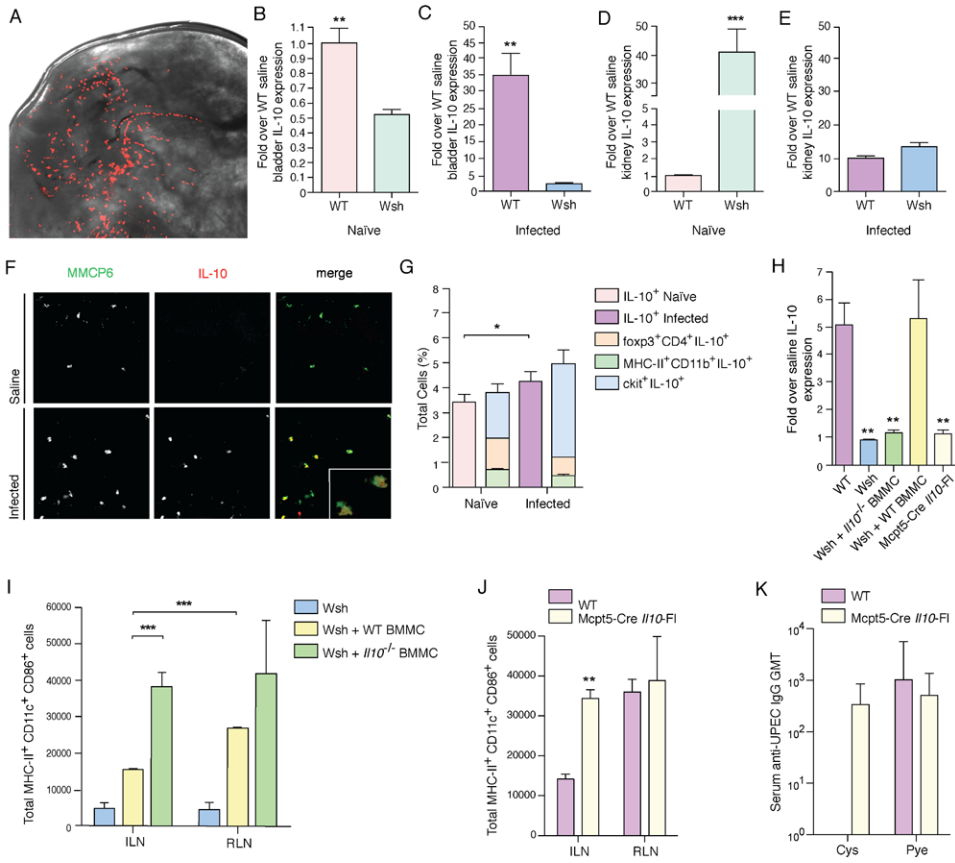 A
B
Fold over WT saline
bladder IL-10 expression
1.1
1.0
0.9
0.8
0.7
0.6
0.5
0.4
0.3
0.2
0.1
0
**
WT
Wsh
Naïve
C
Fold over WT saline
bladder IL-10 expression
50
45
40
35
30
25
20
15
10
5
0
**
WT
Wsh
Infected
D
Fold over WT saline
kidney IL-10 expression
50
40
30
20
4
3
2
1
0
***
WT
Wsh
Naïve
E
Fold over WT saline
kidney IL-10 expression
50
40
30
20
10
0
WT
Wsh
Infected
F
MMCP6
IL-10
merge
Saline
Infected
G
Total Cells (%)
8
7
6
5
4
3
2
1
0
*
Naïve
Infected
IL-10⁺ Naïve
IL-10⁺ Infected
foxp3⁺CD4⁺IL-10⁺
MHC-II⁺CD11b⁺IL-10⁺
ckit⁺IL-10⁺
H
Fold over saline IL-10
expression
7
6
5
4
3
2
1
0
**
**
**
WT
Wsh
Wsh + Il10⁻/⁻ BMMC
Wsh + WT BMMC
Mcpt5-Cre Il10-Fl
I
Total MHC-II⁺ CD11c⁺ CD86⁺ cells
60000
50000
40000
30000
20000
10000
0
***
***
ILN
RLN
Wsh
Wsh + WT BMMC
Wsh + Il10⁻/⁻ BMMC
J
WT
Mcpt5-Cre Il10-Fl
Total MHC-II⁺ CD11c⁺ CD86⁺ cells
50000
40000
30000
20000
10000
0
**
ILN
RLN
K
WT
Mcpt5-Cre Il10-Fl
Serum anti-UPEC IgG GMT
10⁴
10³
10²
10¹
10⁰
Cys
Pye